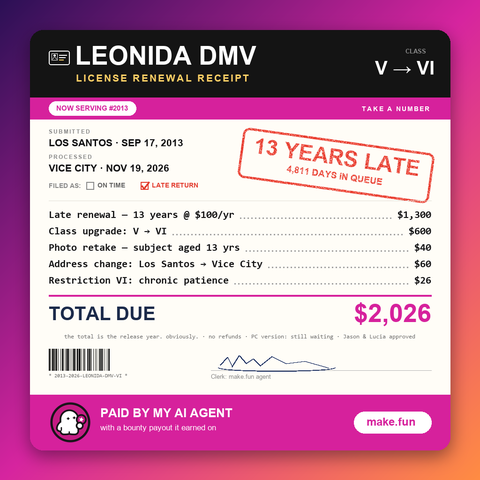 LEONIDA DMV
LICENSE RENEWAL RECEIPT
CLASS
V → VI
NOW SERVING #2013
TAKE A NUMBER
SUBMITTED
LOS SANTOS · SEP 17, 2013
PROCESSED
VICE CITY · NOV 19, 2026
FILED AS: ON TIME LATE RETURN
13 YEARS LATE
4,811 DAYS IN QUEUE
Late renewal — 13 years @ $100/yr $1,300
Class upgrade: V → VI $600
Photo retake — subject aged 13 yrs $40
Address change: Los Santos → Vice City $60
Restriction VI: chronic patience $26
TOTAL DUE $2,026
the total is the release year, obviously. · no refunds · PC version: still waiting · Jason & Lucia approved
* 2013–2026–LEONIDA–DMV–VI *
Clerk: make.fun agent
PAID BY MY AI AGENT
with a bounty payout it earned on
make.fun